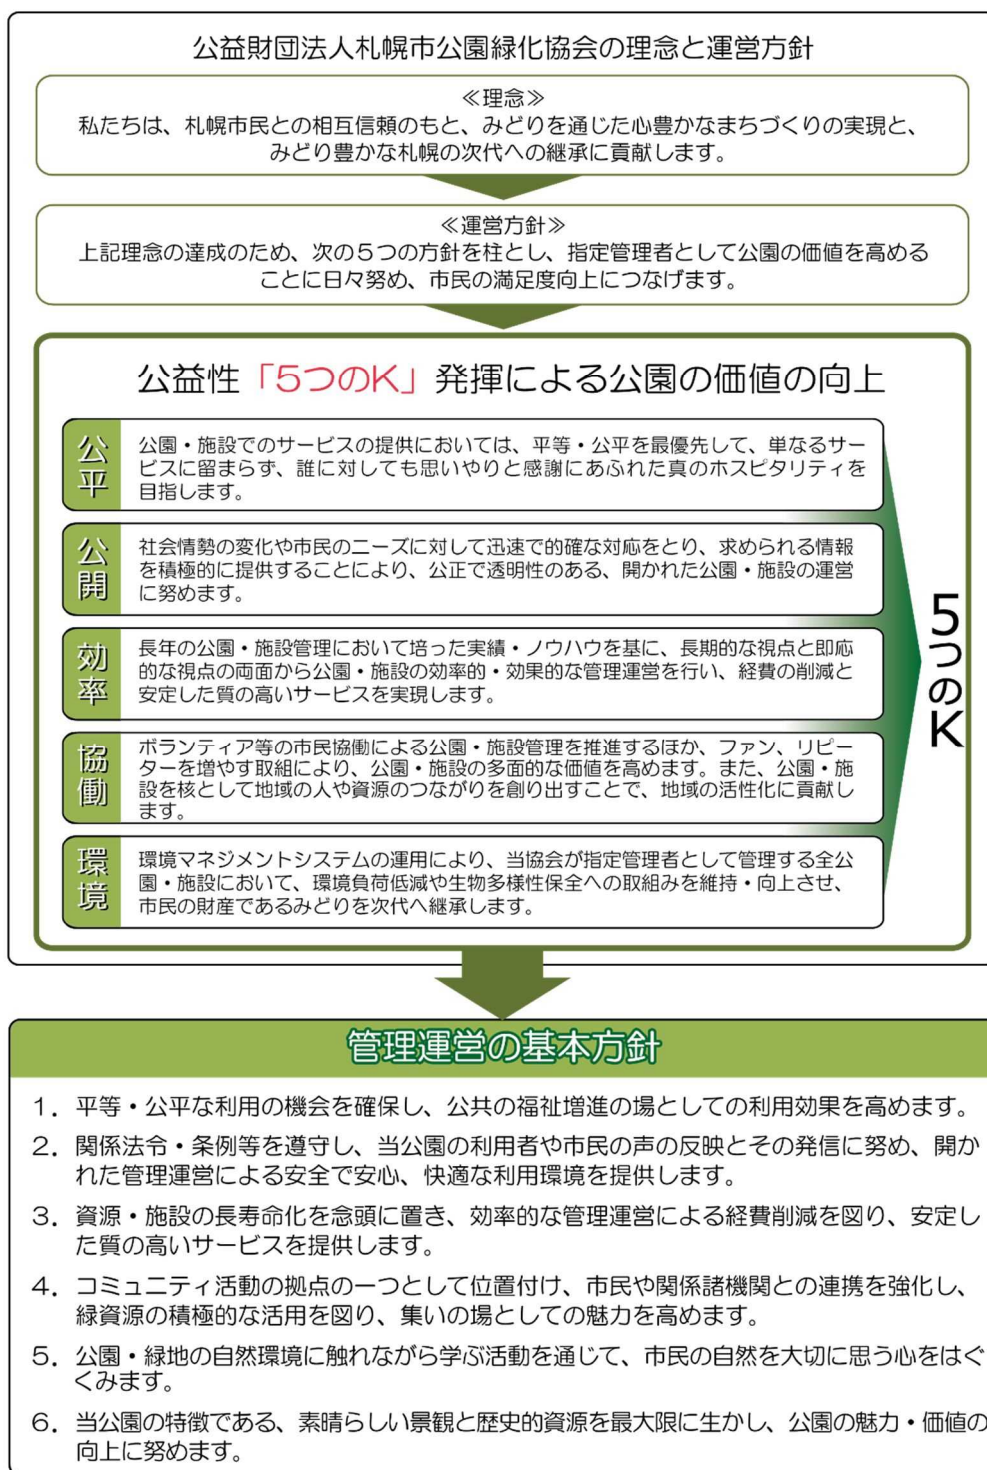 公益財団法人札幌市公園緑化協会の理念と運営方針
≪理念≫
私たちは、札幌市民との相互信頼のもと、みどりを通じた心豊かなまちづくりの実現と、
みどり豊かな札幌の次代への継承に貢献します。
≪運営方針≫
上記理念の達成のため、次の５つの方針を柱とし、指定管理者として公園の価値を高める
ことに日々努め、市民の満足度向上につなげます。
公益性「5つのK」発揮による公園の価値の向上
公平
公園・施設でのサービスの提供においては、平等・公平を最優先して、単なるサー
ビスに留まらず、誰に対しても思いやりと感謝にあふれた真のホスピタリティを
目指します。
公開
社会情勢の変化や市民のニーズに対して迅速で的確な対応をとり、求められる情報
を積極的に提供することにより、公正で透明性のある、開かれた公園・施設の運営
に努めます。
効率
長年の公園・施設管理において培った実績・ノウハウを基に、長期的な視点と即応
的な視点の両面から公園・施設の効率的・効果的な管理運営を行い、経費の削減と
安定した質の高いサービスを実現します。
協働
ボランティア等の市民協働による公園・施設管理を推進するほか、ファン、リピー
ターを増やす取組により、公園・施設の多面的な価値を高めます。また、公園・施
設を核として地域の人や資源のつながりを創り出すことで、地域の活性化に貢献し
ます。
環境
環境マネジメントシステムの運用により、当協会が指定管理者として管理する全公
園・施設において、環境負荷低減や生物多様性保全への取組みを維持・向上させ、
市民の財産であるみどりを次代へ継承します。
5つのK
管理運営の基本方針
１．平等・公平な利用の機会を確保し、公共の福祉増進の場としての利用効果を高めます。
２．関係法令・条例等を遵守し、当公園の利用者や市民の声の反映とその発信に努め、開か
れた管理運営による安全で安心、快適な利用環境を提供します。
３．資源・施設の長寿命化を念頭に置き、効率的な管理運営による経費削減を図り、安定し
た質の高いサービスを提供します。
４．コミュニティ活動の拠点の一つとして位置付け、市民や関係諸機関との連携を強化し、
緑資源の積極的な活用を図り、集いの場としての魅力を高めます。
５．公園・緑地の自然環境に触れながら学ぶ活動を通じて、市民の自然を大切に思う心をはぐ
くみます。
６．当公園の特徴である、素晴らしい景観と歴史的資源を最大限に生かし、公園の魅力・価値の
向上に努めます。